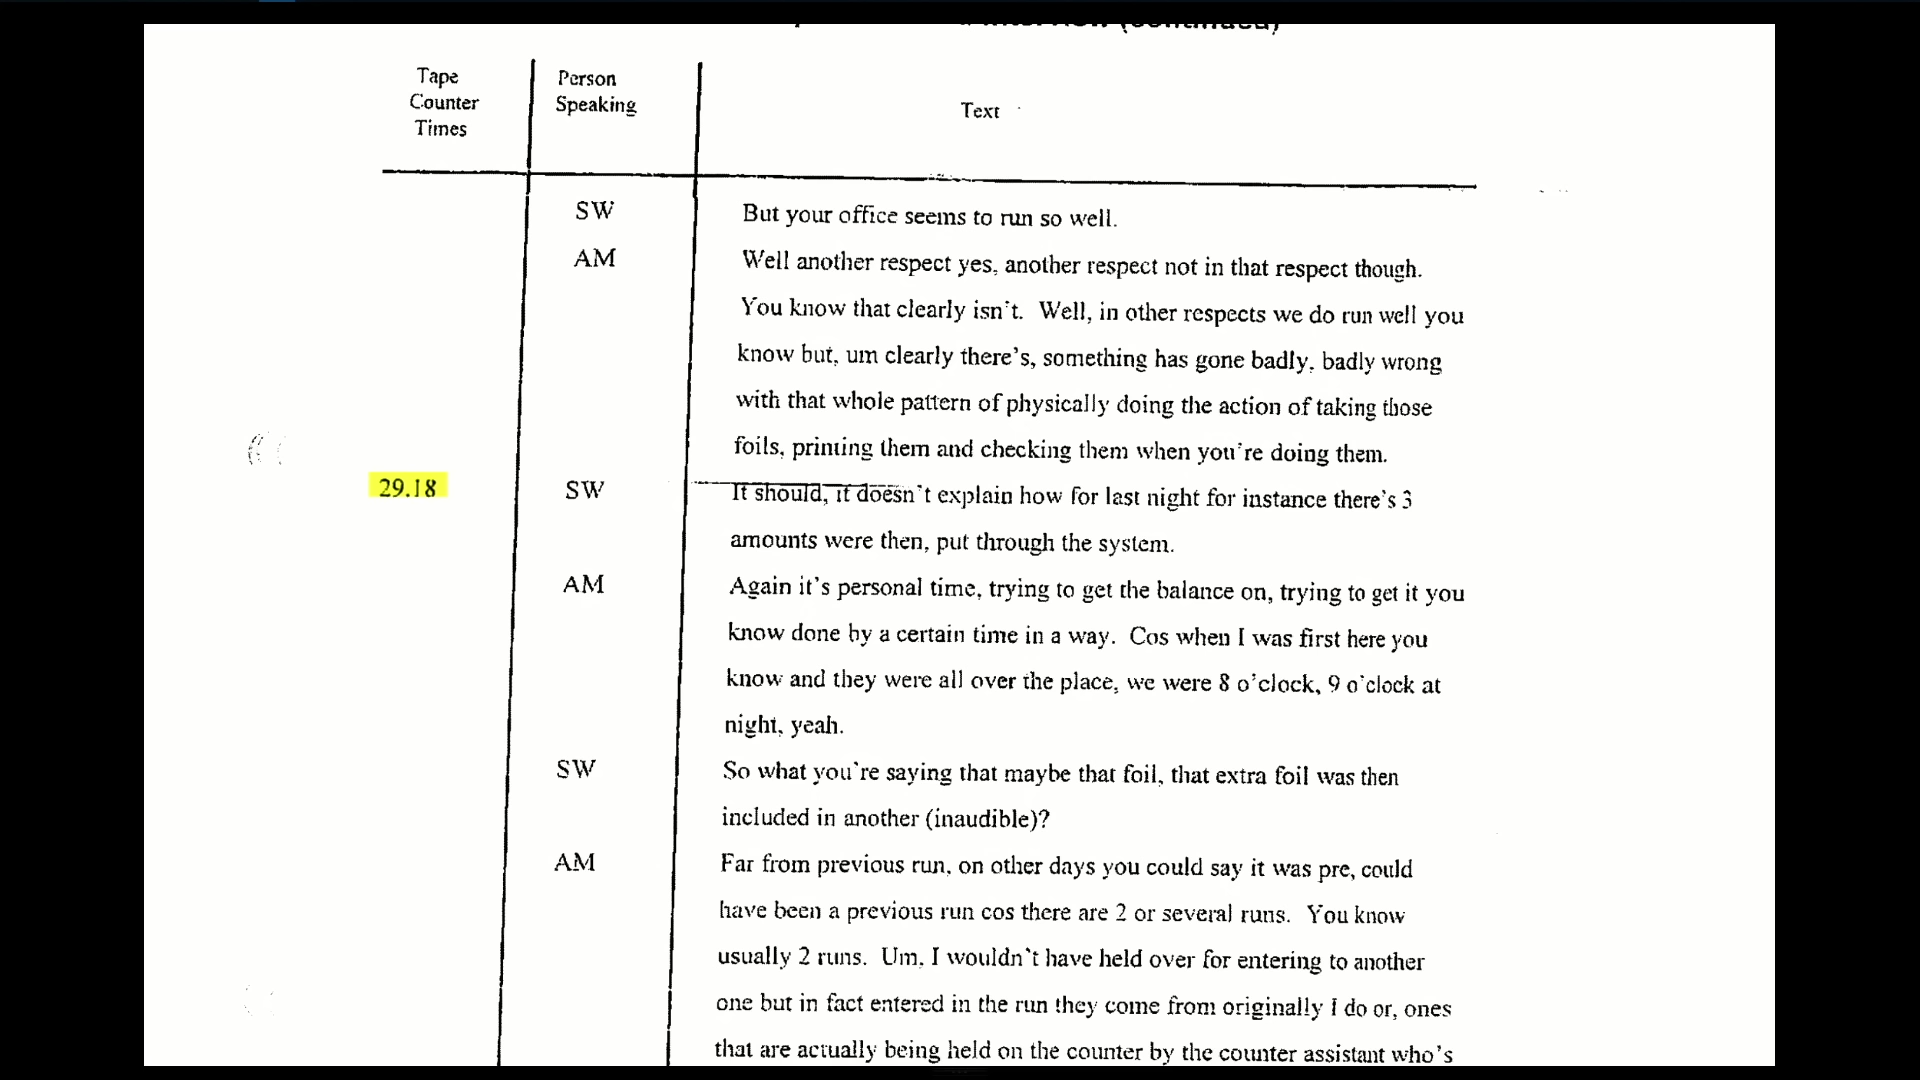 (continued)
Tape
Counter
Times
Person
Speaking
Text
SW But your office seems to run so well.
AM Well another respect yes, another respect not in that respect though.
You know that clearly isn't. Well, in other respects we do run well you
know but, um clearly there's, something has gone badly, badly wrong
with that whole pattern of physically doing the action of taking those
foils, printing them and checking them when you're doing them.
29.18 SW It should, it doesn't explain how for last night for instance there's 3
amounts were then, put through the system.
AM Again it's personal time, trying to get the balance on, trying to get it you
know done by a certain time in a way. Cos when I was first here you
know and they were all over the place, we were 8 o'clock, 9 o'clock at
night, yeah.
SW So what you're saying that maybe that foil, that extra foil was then
included in another (inaudible)?
AM Far from previous run, on other days you could say it was pre, could
have been a previous run cos there are 2 or several runs. You know
usually 2 runs. Um, I wouldn't have held over for entering to another
one but in fact entered in the run they come from originally I do or, ones
that are actually being held on the counter by the counter assistant who's